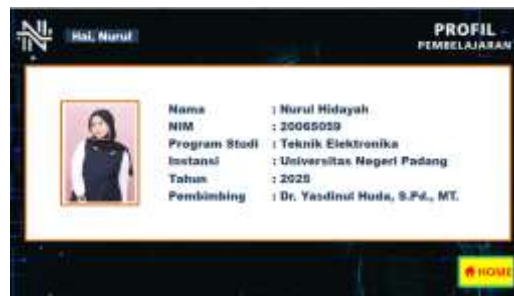 Hai, Nurul
PROFIL
PEMBELAJARAN
Nama : Nurul Hidayah
NIM : 20065059
Program Studi : Teknik Elektronika
Instansi : Universitas Negeri Padang
Tahun : 2025
Pembimbing : Dr. Yasdinul Huda, S.Pd., MT.
HOME